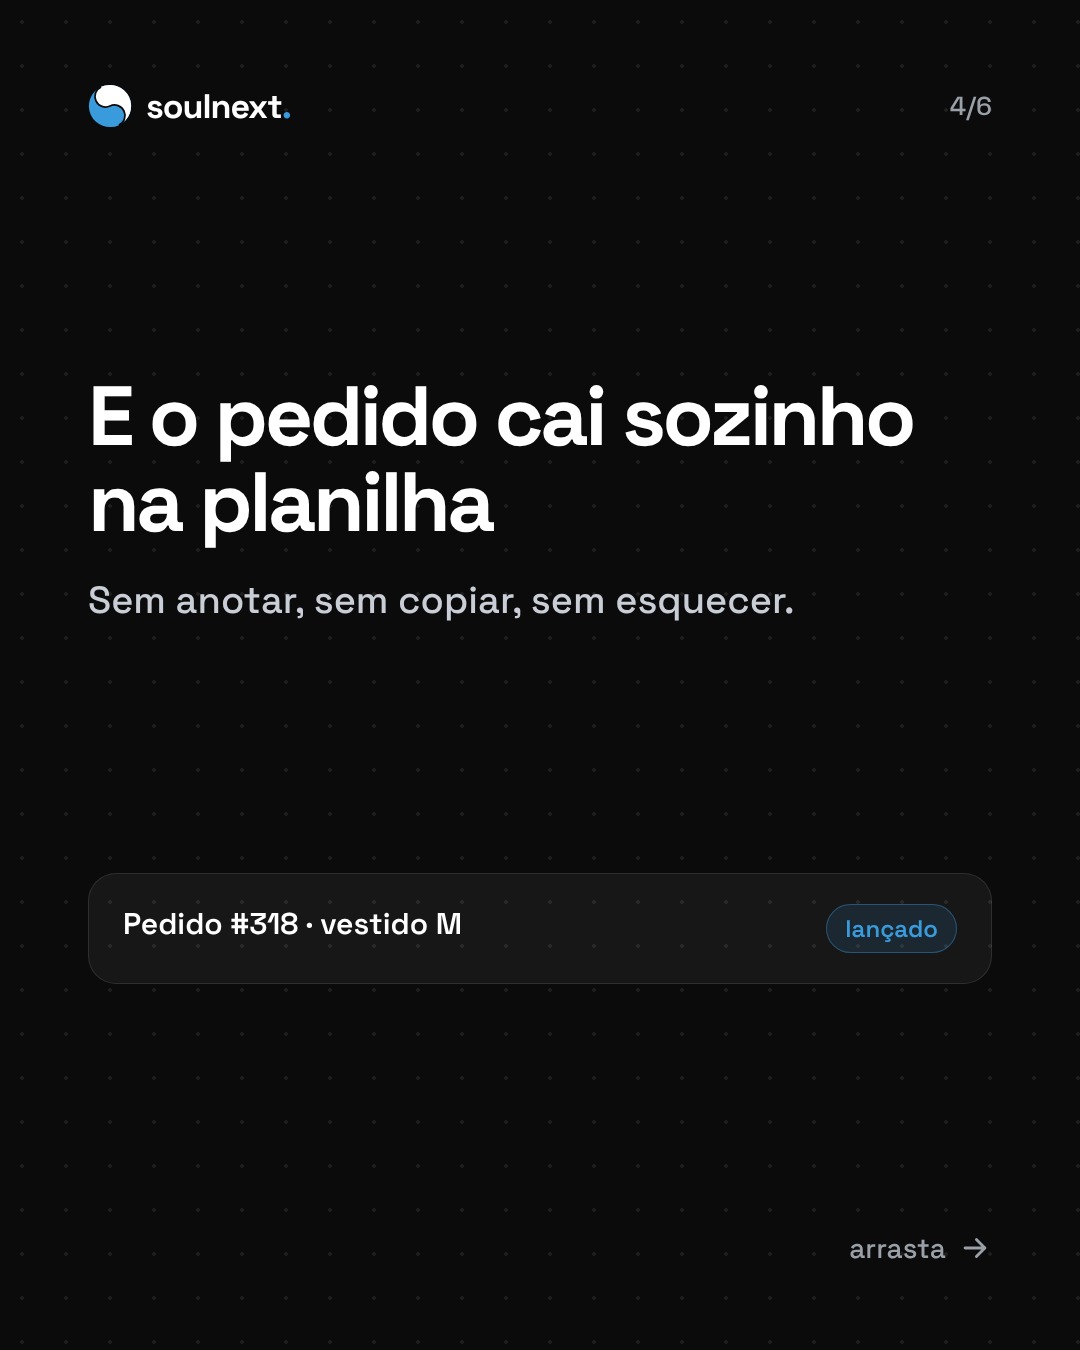 soulnext.
4/6
E o pedido cai sozinho
na planilha
Sem anotar, sem copiar, sem esquecer.
Pedido #318 · vestido M
lançado
arrasta →